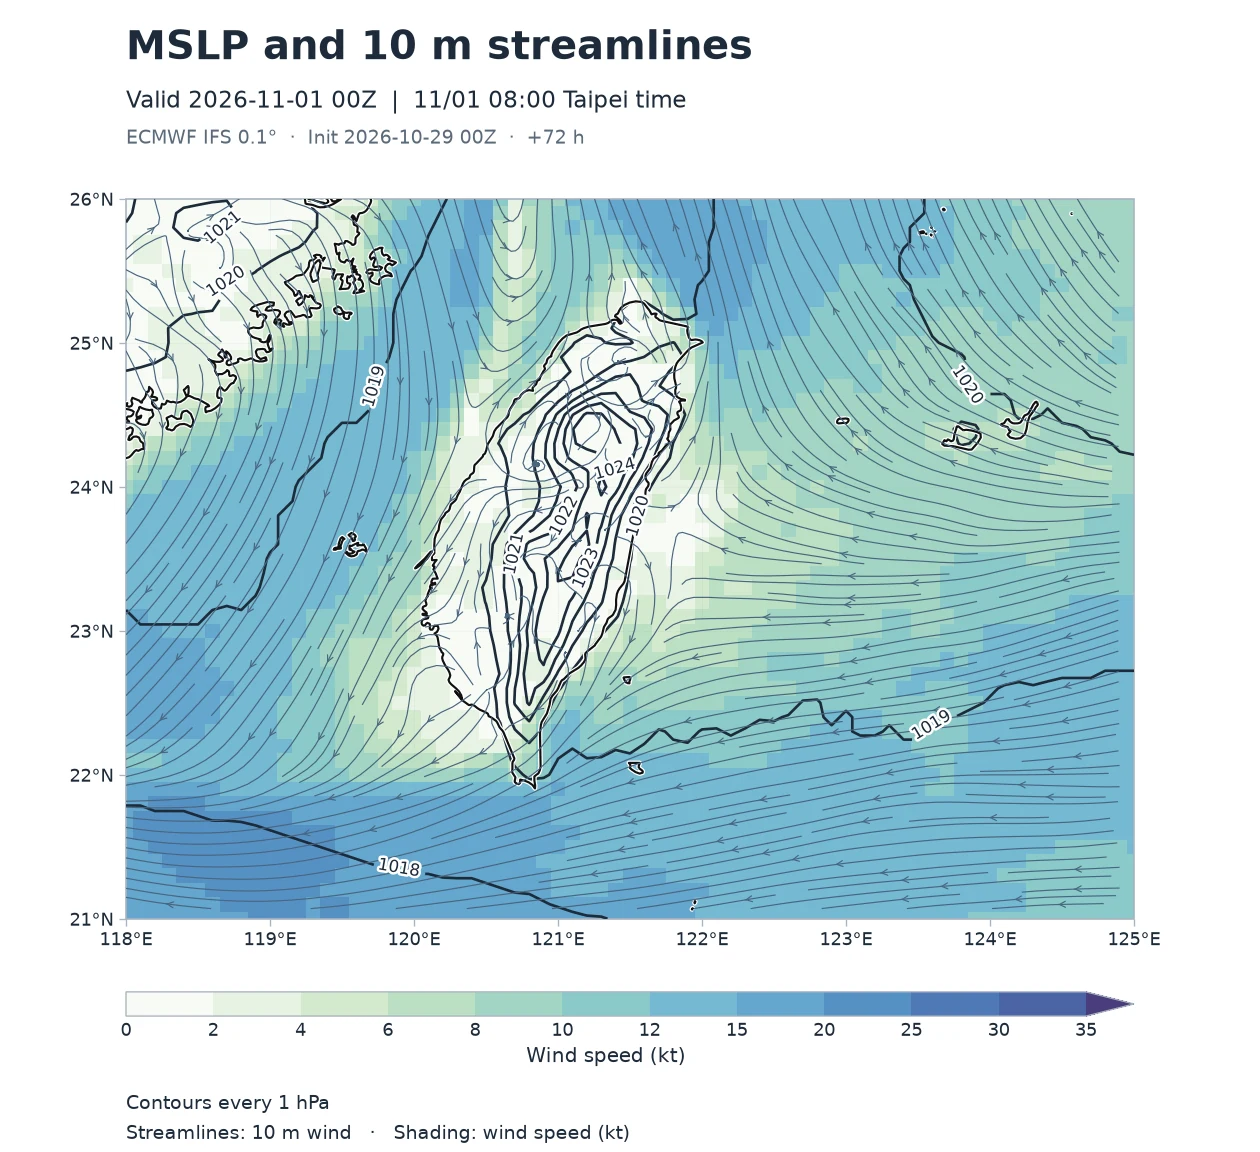 MSLP and 10 m streamlines
Valid 2026-11-01 00Z | 11/01 08:00 Taipei time
ECMWF IFS 0.1° · Init 2026-10-29 00Z · +72 h
26°N
25°N
24°N
23°N
22°N
21°N
1021
1020
1019
1020
1024
1022
1020
1021
1023
1019
1018
118°E 119°E 120°E 121°E 122°E 123°E 124°E 125°E
0 2 4 6 8 10 12 15 20 25 30 35
Wind speed (kt)
Contours every 1 hPa
Streamlines: 10 m wind · Shading: wind speed (kt)